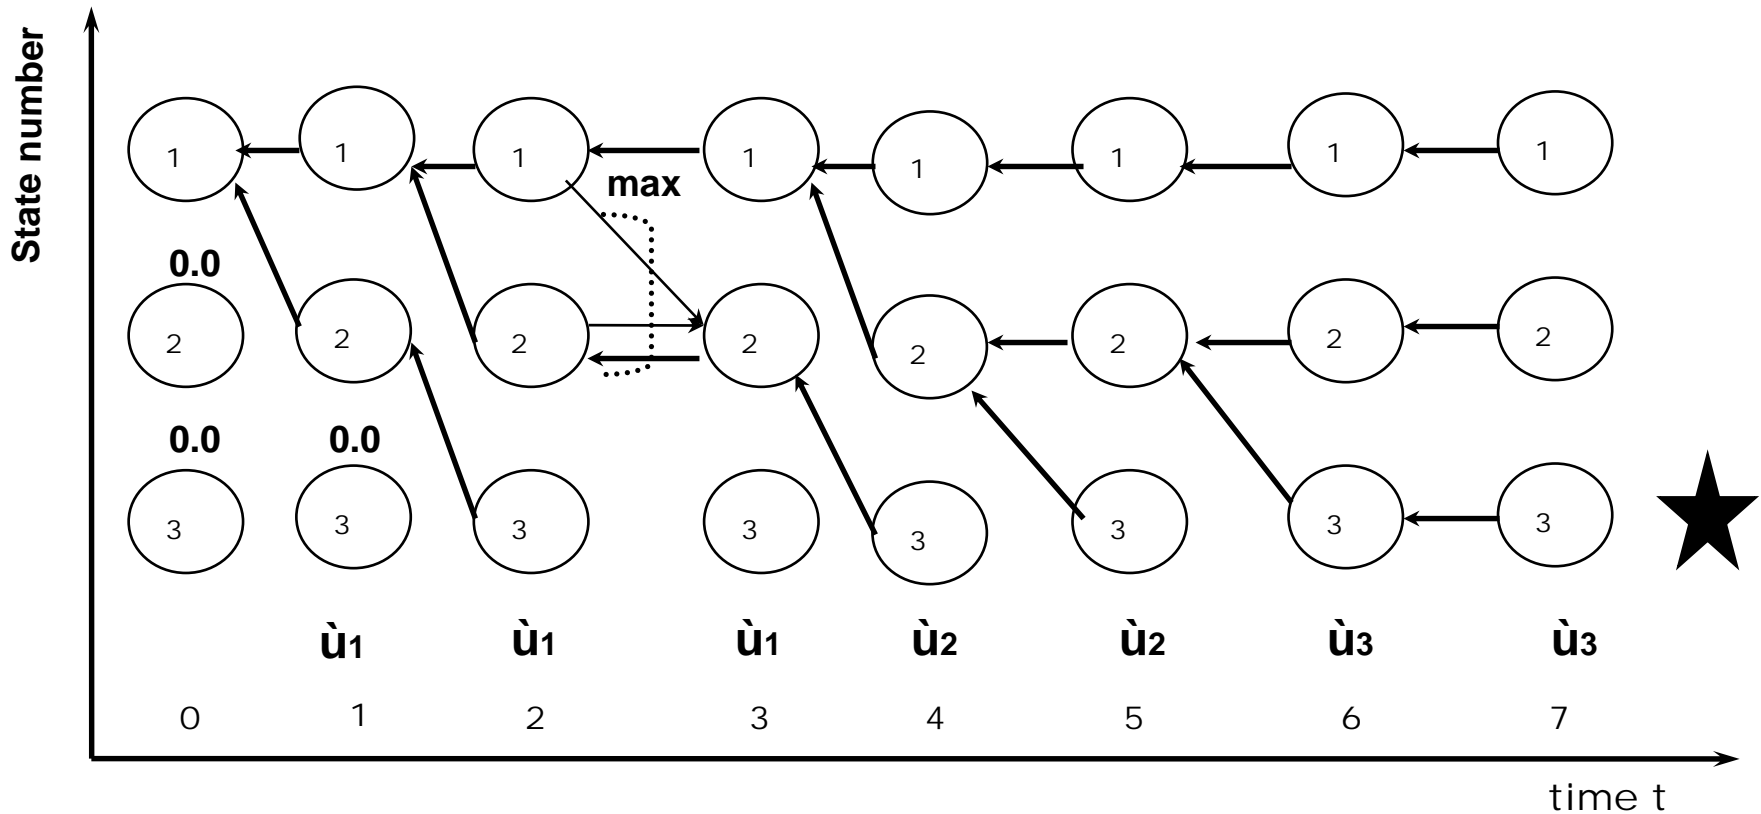 State number
1 1 1 1 1 1 1 1
max
0.0
2 2 2 2 2 2 2 2
0.0 0.0
3 3 3 3 3 3 3 3
ù1 ù1 ù1 ù2 ù2 ù3 ù3
0 1 2 3 4 5 6 7
time t